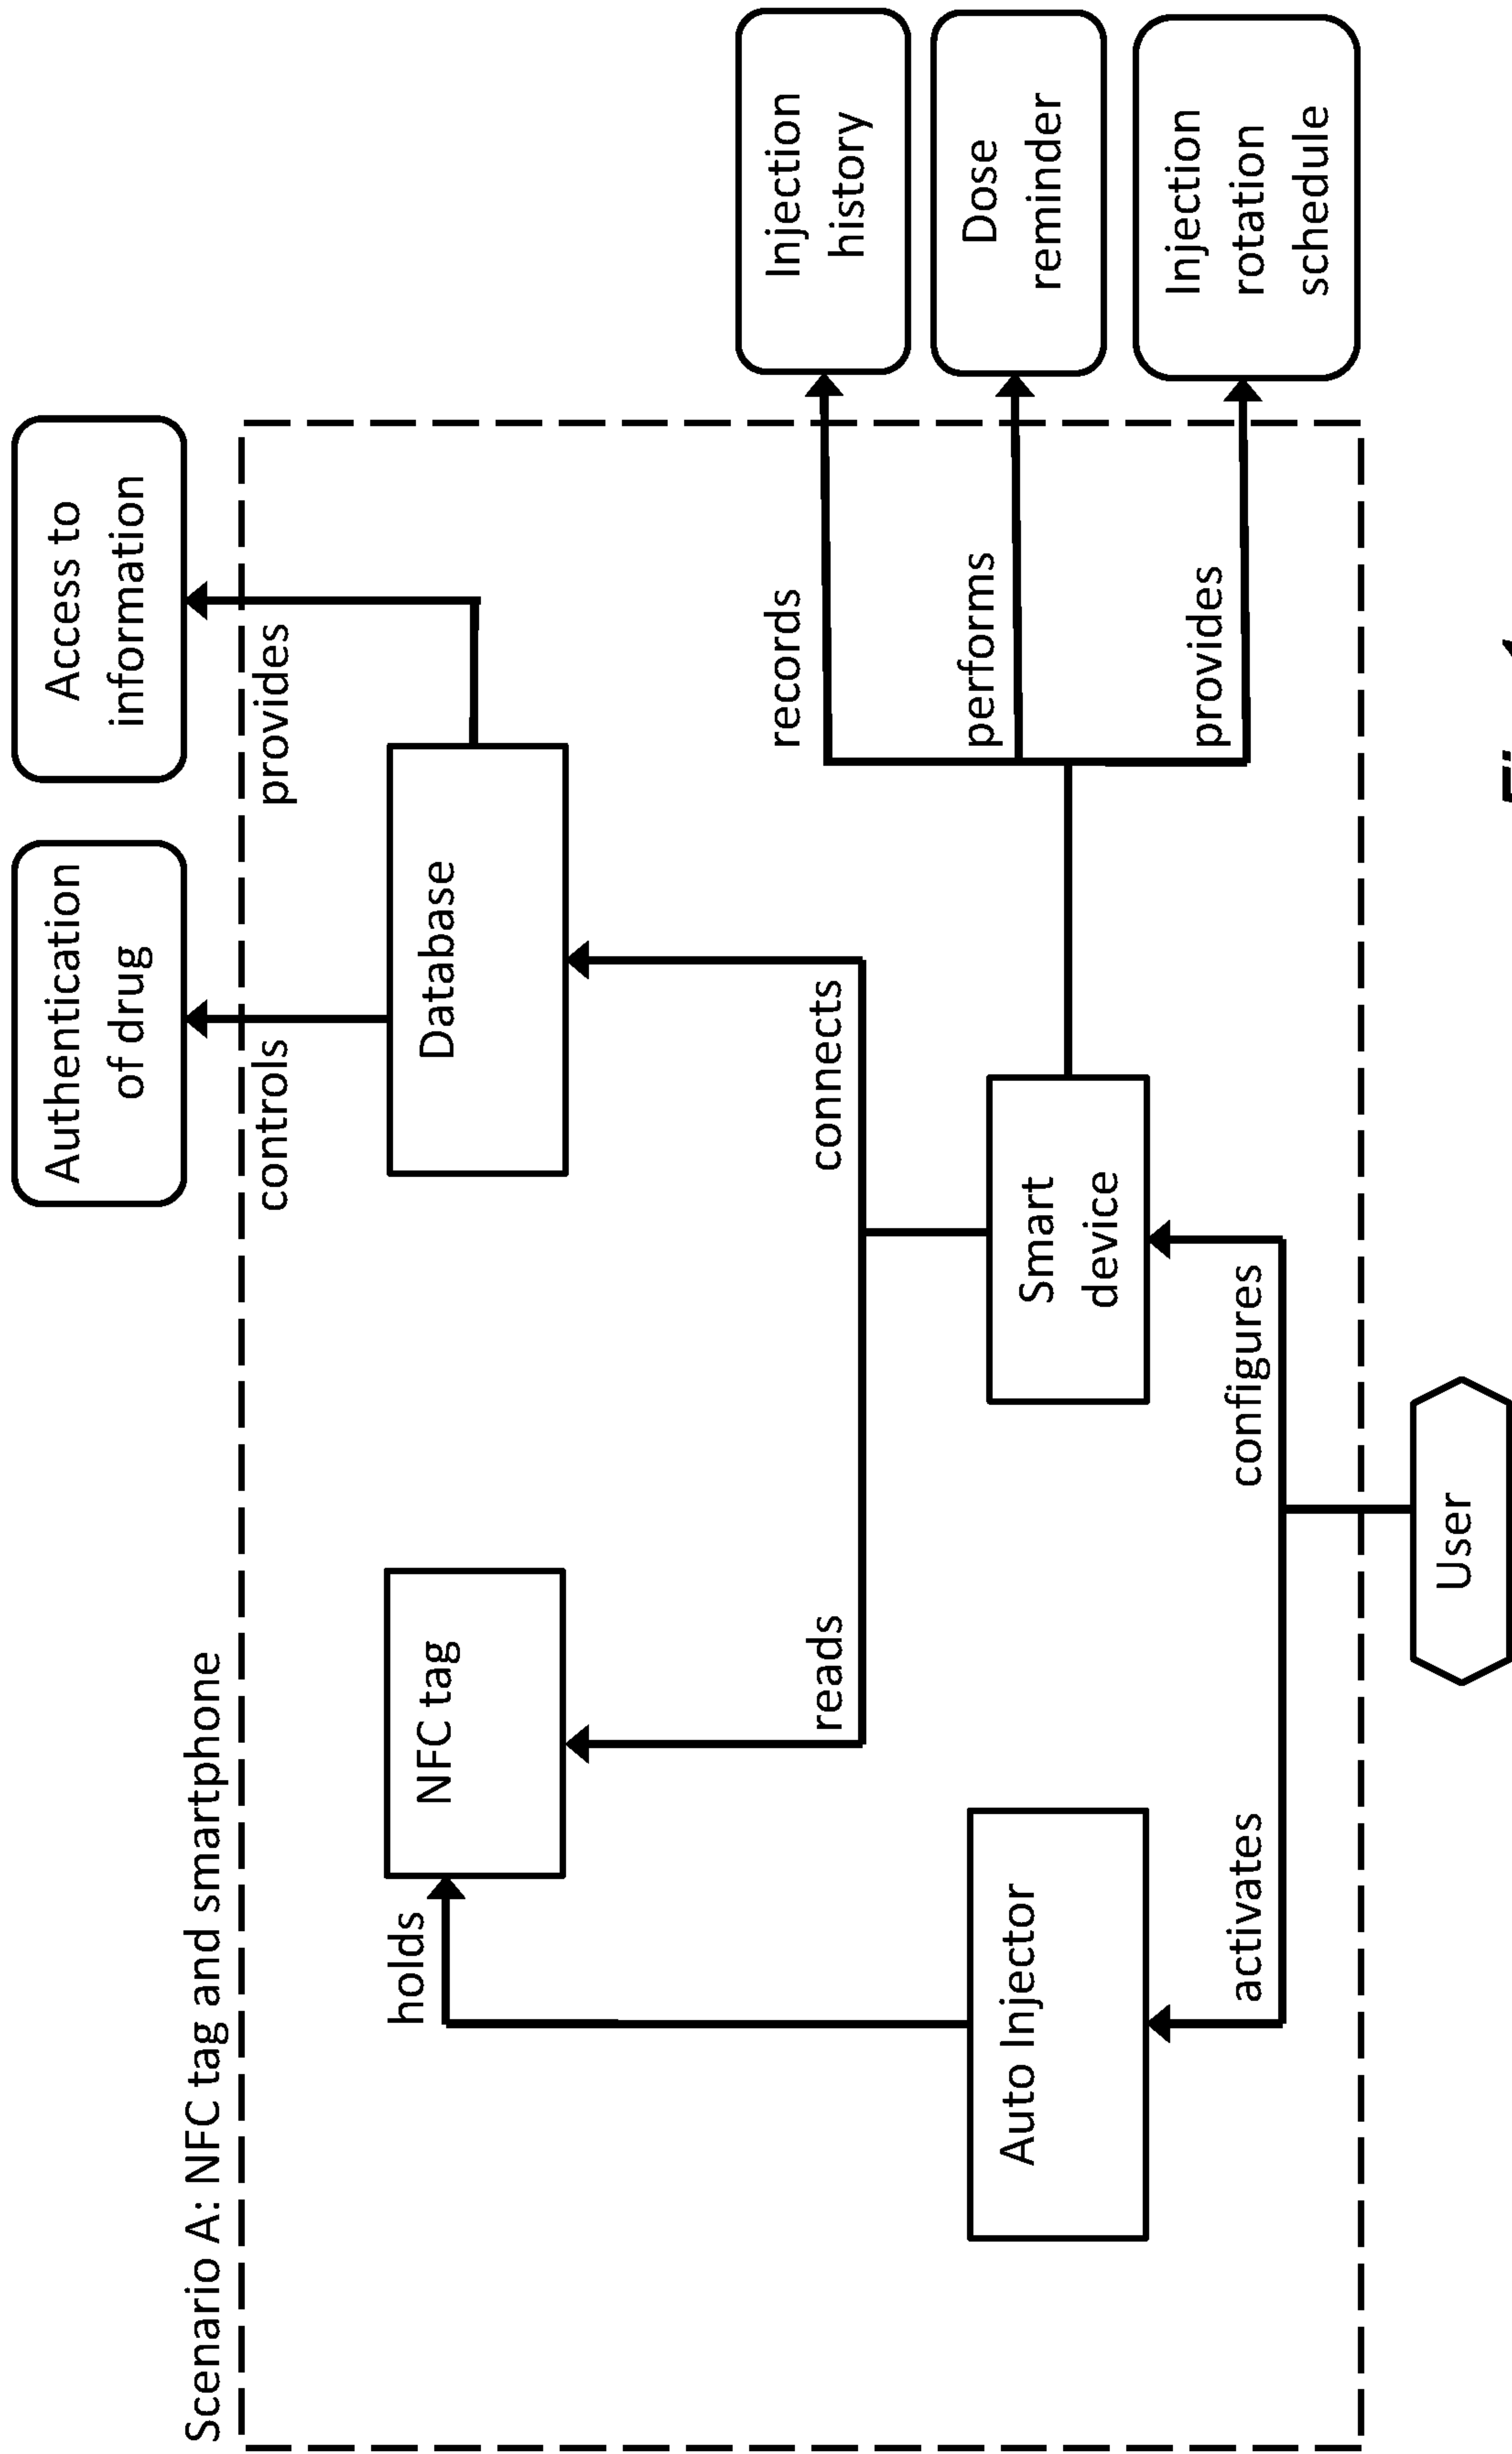 Authentication
of drug
Access to
information
Scenario A: NFC tag and smartphone
controls
provides
holds
NFC tag
Database
reads
connects
records
Injection
history
performs
Dose
reminder
Auto Injector
Smart
device
provides
Injection
rotation
schedule
activates
configures
User